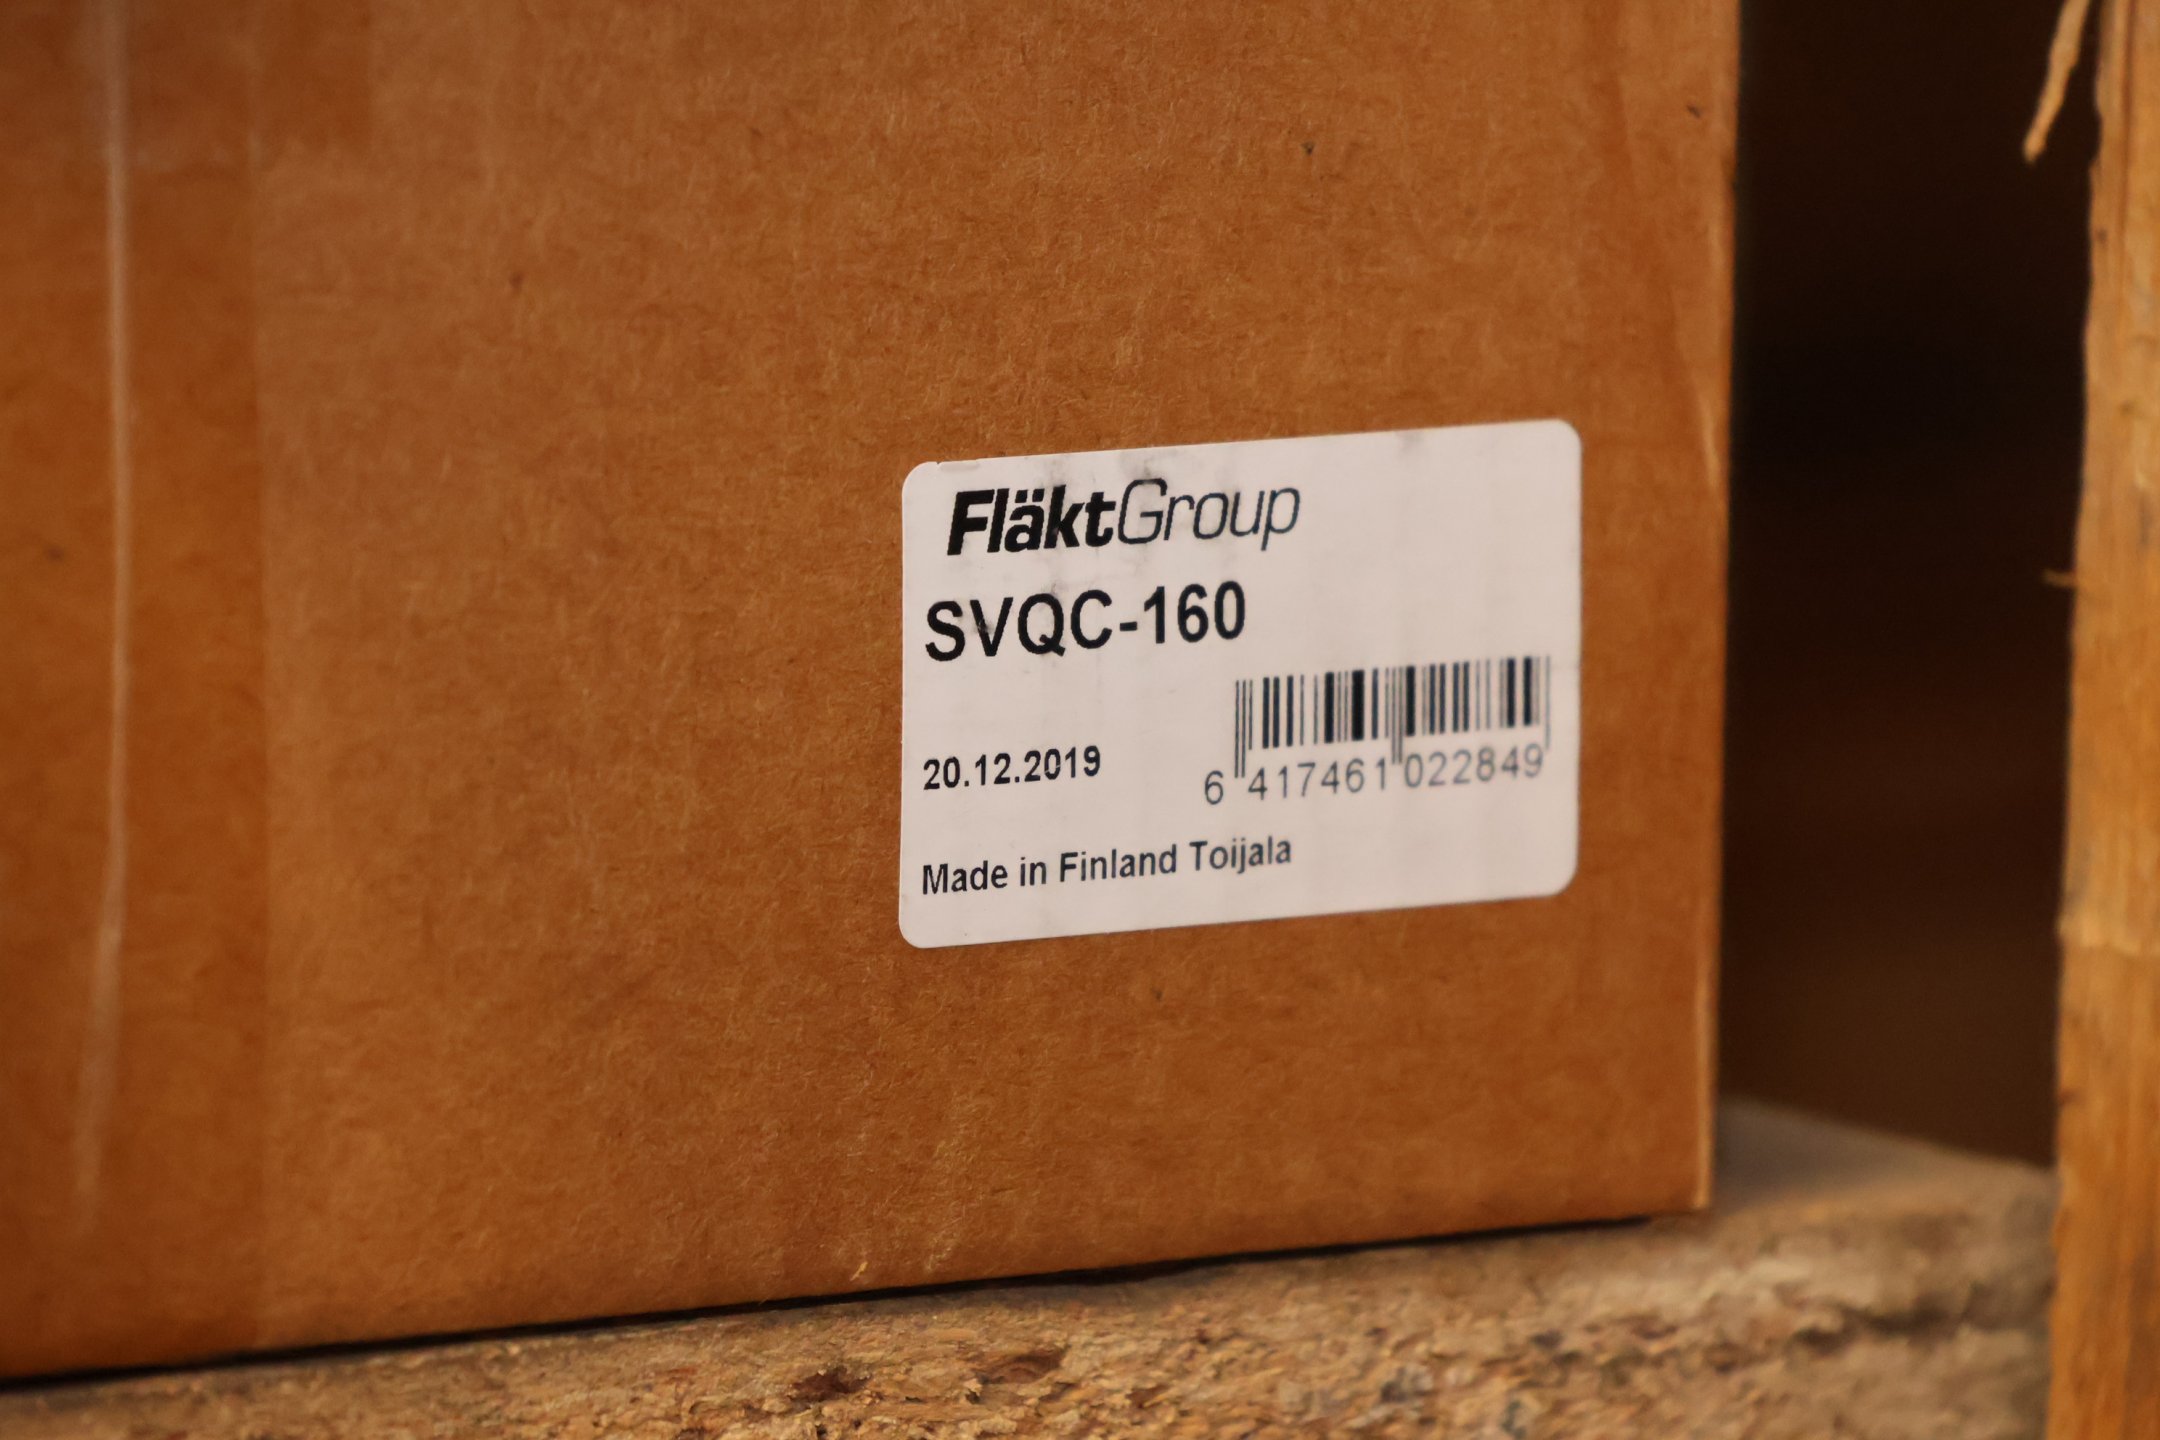 FläktGroup
SVQC-160
20.12.2019
6 417461 022849
Made in Finland Toijala